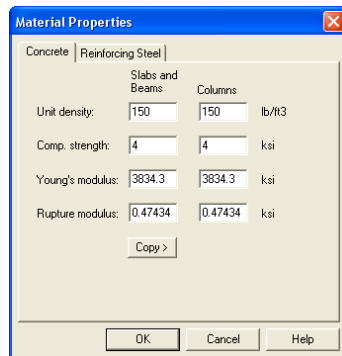 Material Properties
Concrete
Reinforcing Steel
Slabs and
Beams
Columns
Unit density:
150
150
lb/ft3
Comp. strength:
4
4
ksi
Young's modulus:
3834.3
3834.3
ksi
Rupture modulus:
0.47434
0.47434
ksi
Copy >
OK
Cancel
Help